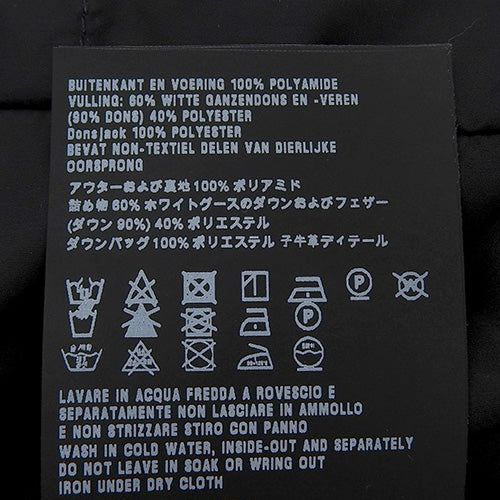 BUITENKANT EN VOERING 100% POLYAMIDE
VULLING: 60% WITTE GANZENDONS EN -VEREN
(90% DONS) 40% POLYESTER
Donsjack 100% POLYESTER
BEVAT NON-TEXTIEL DELEN VAN DIERLIJKE
OORSPRONG
アウターおよび裏地100% ポリアミド
詰め物 60% ホワイトグースのダウンおよびフェザー
(ダウン 90%) 40% ポリエステル
ダウンバッグ 100% ポリエステル 子牛革ディテール
P W
P
LAVARE IN ACQUA FREDDA A ROVESCIO E
SEPARATAMENTE NON LASCIARE IN AMMOLLO
E NON STRIZZARE STIRO CON PANNO
WASH IN COLD WATER, INSIDE-OUT AND SEPARATELY
DO NOT LEAVE IN SOAK OR WRING OUT
IRON UNDER DRY CLOTH